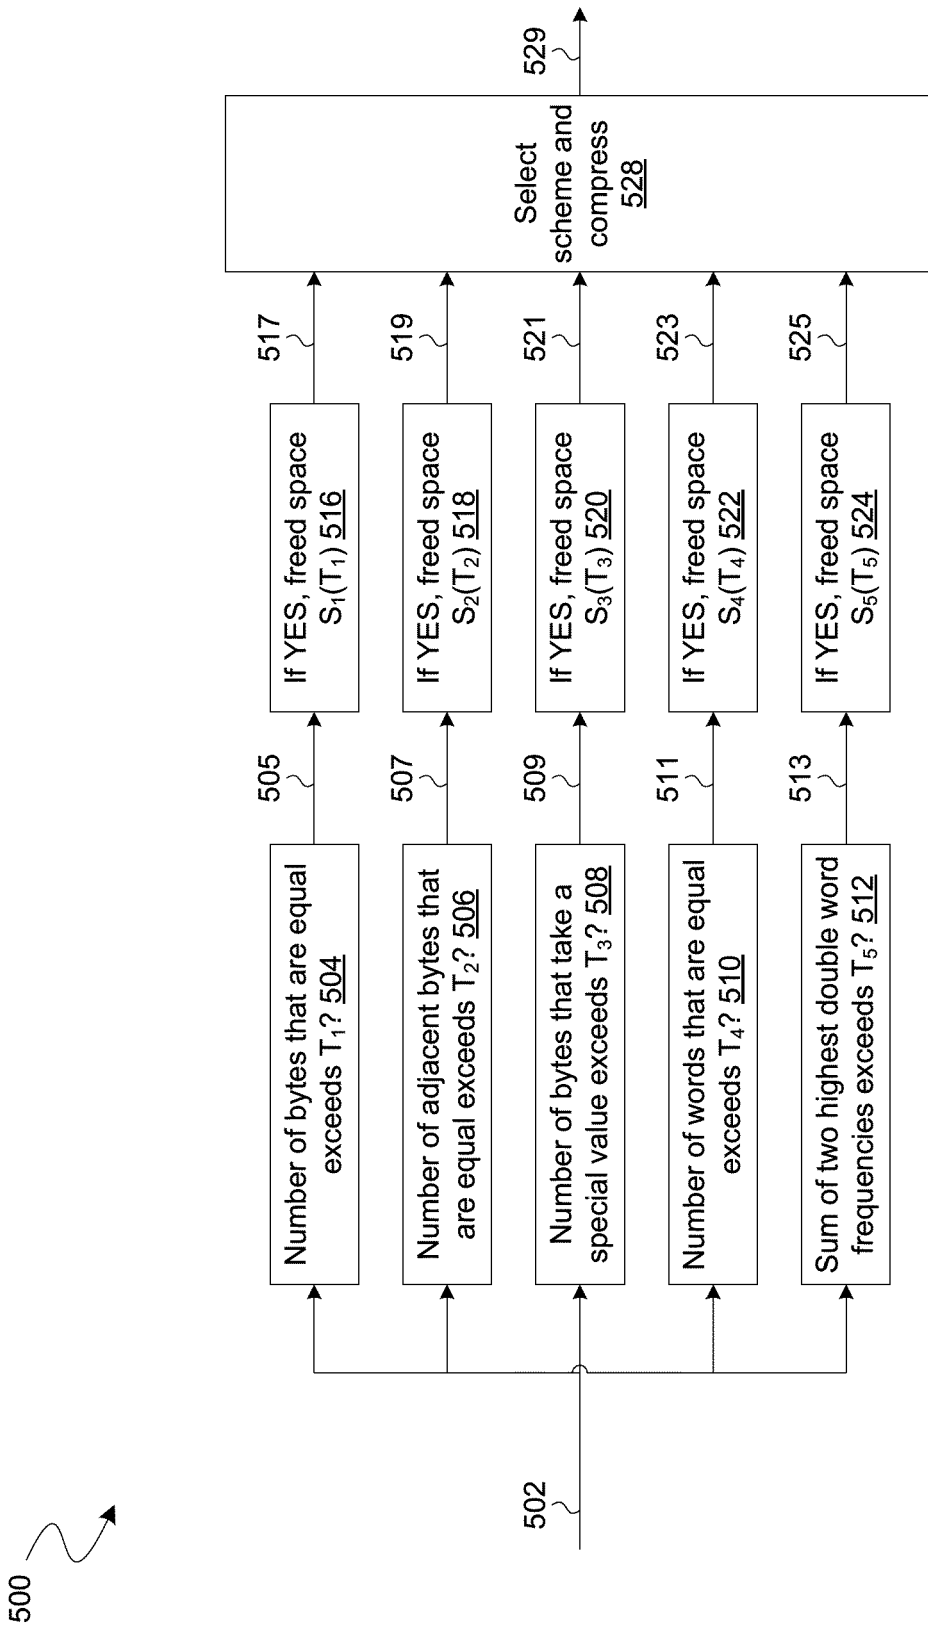 500
502
Number of bytes that are equal
exceeds T₁? 504
505
If YES, freed space
S₁(T₁) 516
517
Number of adjacent bytes that
are equal exceeds T₂? 506
507
If YES, freed space
S₂(T₂) 518
519
Number of bytes that take a
special value exceeds T₃? 508
509
If YES, freed space
S₃(T₃) 520
521
Number of words that are equal
exceeds T₄? 510
511
If YES, freed space
S₄(T₄) 522
523
Sum of two highest double word
frequencies exceeds T₅? 512
513
If YES, freed space
S₅(T₅) 524
525
Select
scheme and
compress
528
529